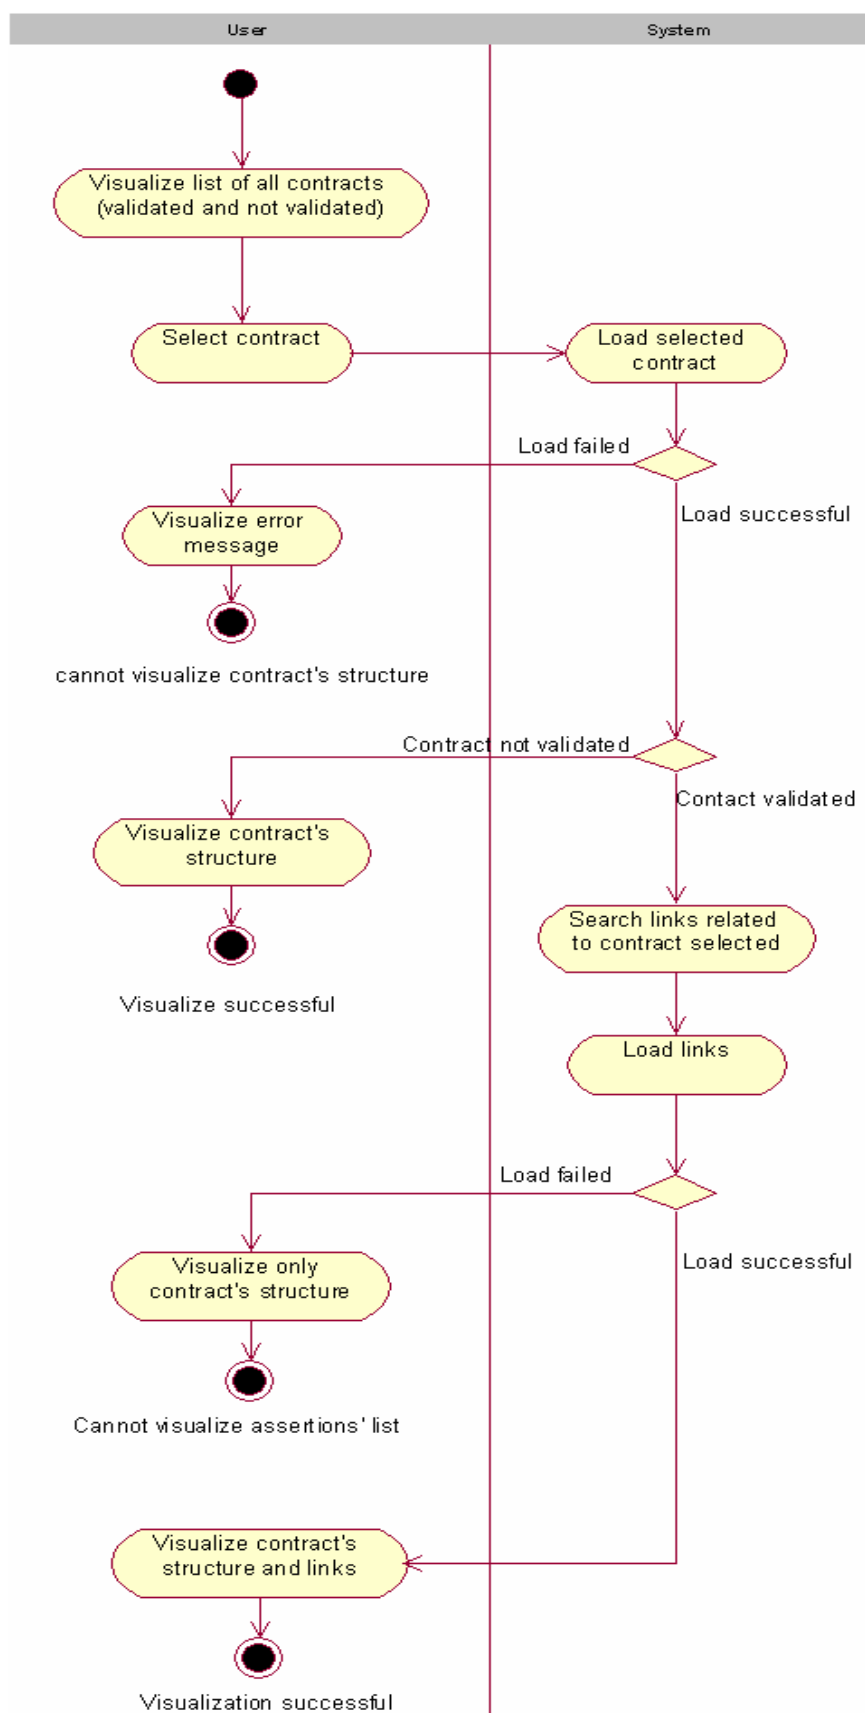 User
System
Visualize list of all contracts
(validated and not validated)
Select contract
Load selected
contract
Load failed
Load successful
Visualize error
message
cannot visualize contract's structure
Contract not validated
Contact validated
Visualize contract's
structure
Search links related
to contract selected
Visualize successful
Load links
Load failed
Load successful
Visualize only
contract's structure
Cannot visualize assertions' list
Visualize contract's
structure and links
Visualization successful